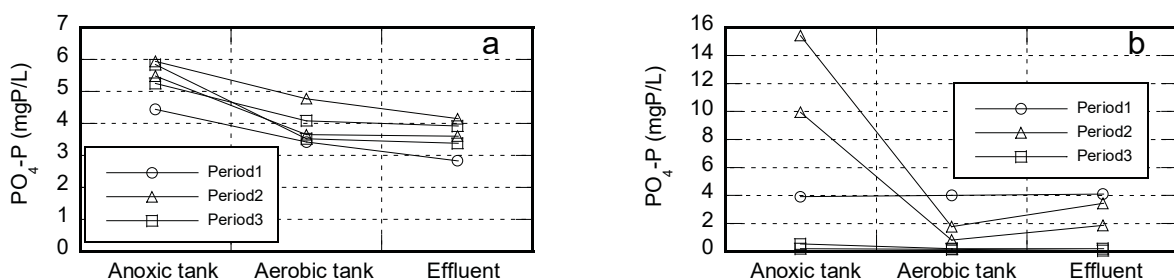 7
6
5
4
3
2
1
0
PO4-P (mgP/L)
a
Period1
Period2
Period3
Anoxic tank Aerobic tank Effluent
16
14
12
10
8
6
4
2
0
PO4-P (mgP/L)
b
Period1
Period2
Period3
Anoxic tank Aerobic tank Effluent